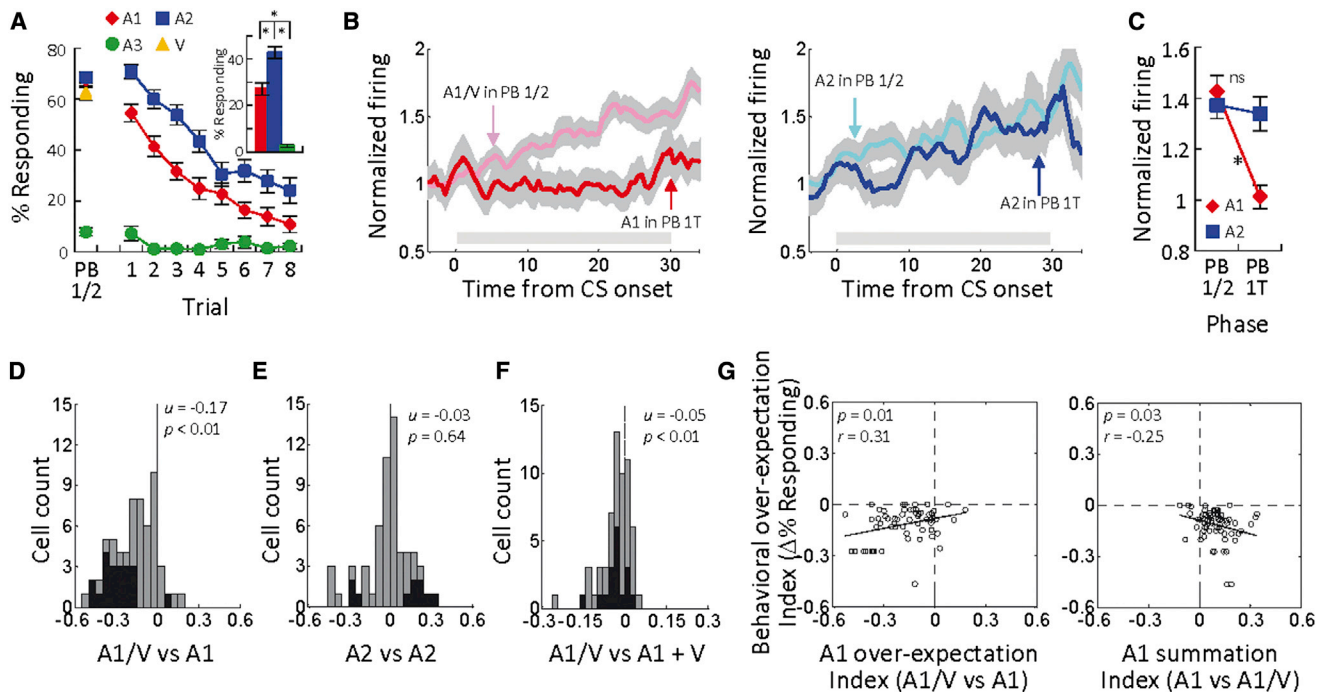 A
A1
A2
A3
V
% Responding
80
60
40
20
0
PB
1/2
1 2 3 4 5 6 7 8
Trial
% Responding
40
20
0
*
* *
B
Normalized firing
2
1.5
1
0.5
A1/V in PB 1/2
A1 in PB 1T
0 10 20 30
Time from CS onset
Normalized firing
2
1.5
1
0.5
A2 in PB 1/2
A2 in PB 1T
0 10 20 30
Time from CS onset
C
Normalized firing
1.6
1.4
1.2
1
0.8
ns
*
A1
A2
PB 1/2
PB 1T
Phase
D
Cell count
15
12
9
6
3
0
u = -0.17
p < 0.01
-0.6 -0.3 0 0.3 0.6
A1/V vs A1
E
Cell count
15
12
9
6
3
0
u = -0.03
p = 0.64
-0.6 -0.3 0 0.3 0.6
A2 vs A2
F
Cell count
15
10
5
0
u = -0.05
p < 0.01
-0.3 -0.15 0 0.15 0.3
A1/V vs A1 + V
G
Behavioral over-expectation
Index (Δ% Responding)
0.6
0.3
0
-0.3
-0.6
p = 0.01
r = 0.31
-0.6 -0.3 0 0.3 0.6
A1 over-expectation
Index (A1/V vs A1)
0.6
0.3
0
-0.3
-0.6
p = 0.03
r = -0.25
-0.6 -0.3 0 0.3 0.6
A1 summation
Index (A1 vs A1/V)